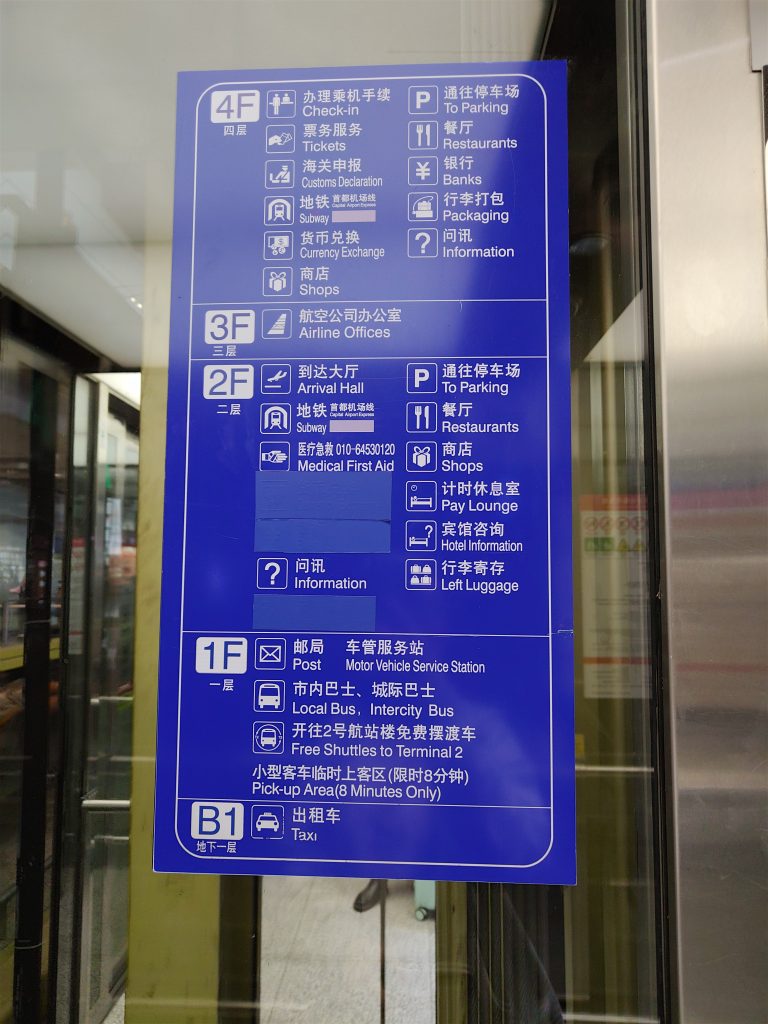 4F
四层
办理乘机手续
Check-in
票务服务
Tickets
海关申报
Customs Declaration
地铁 首都机场线
Subway Capital Airport Express
货币兑换
Currency Exchange
商店
Shops
P 通往停车场
To Parking
餐厅
Restaurants
¥ 银行
Banks
行李打包
Packaging
? 问讯
Information
3F
三层
航空公司办公室
Airline Offices
2F
二层
到达大厅
Arrival Hall
地铁 首都机场线
Subway Capital Airport Express
医疗急救 010-64530120
Medical First Aid
? 问讯
Information
P 通往停车场
To Parking
餐厅
Restaurants
商店
Shops
计时休息室
Pay Lounge
宾馆咨询
Hotel Information
行李寄存
Left Luggage
1F
一层
邮局 车管服务站
Post Motor Vehicle Service Station
市内巴士、城际巴士
Local Bus, Intercity Bus
开往2号航站楼免费摆渡车
Free Shuttles to Terminal 2
小型客车临时上客区(限时8分钟)
Pick-up Area(8 Minutes Only)
B1
地下一层
出租车
Taxi